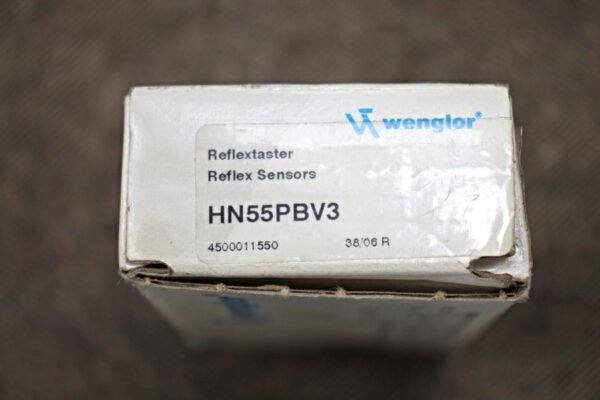 wenglor®
Reflextaster
Reflex Sensors
HN55PBV3
4500011550 38/06 R